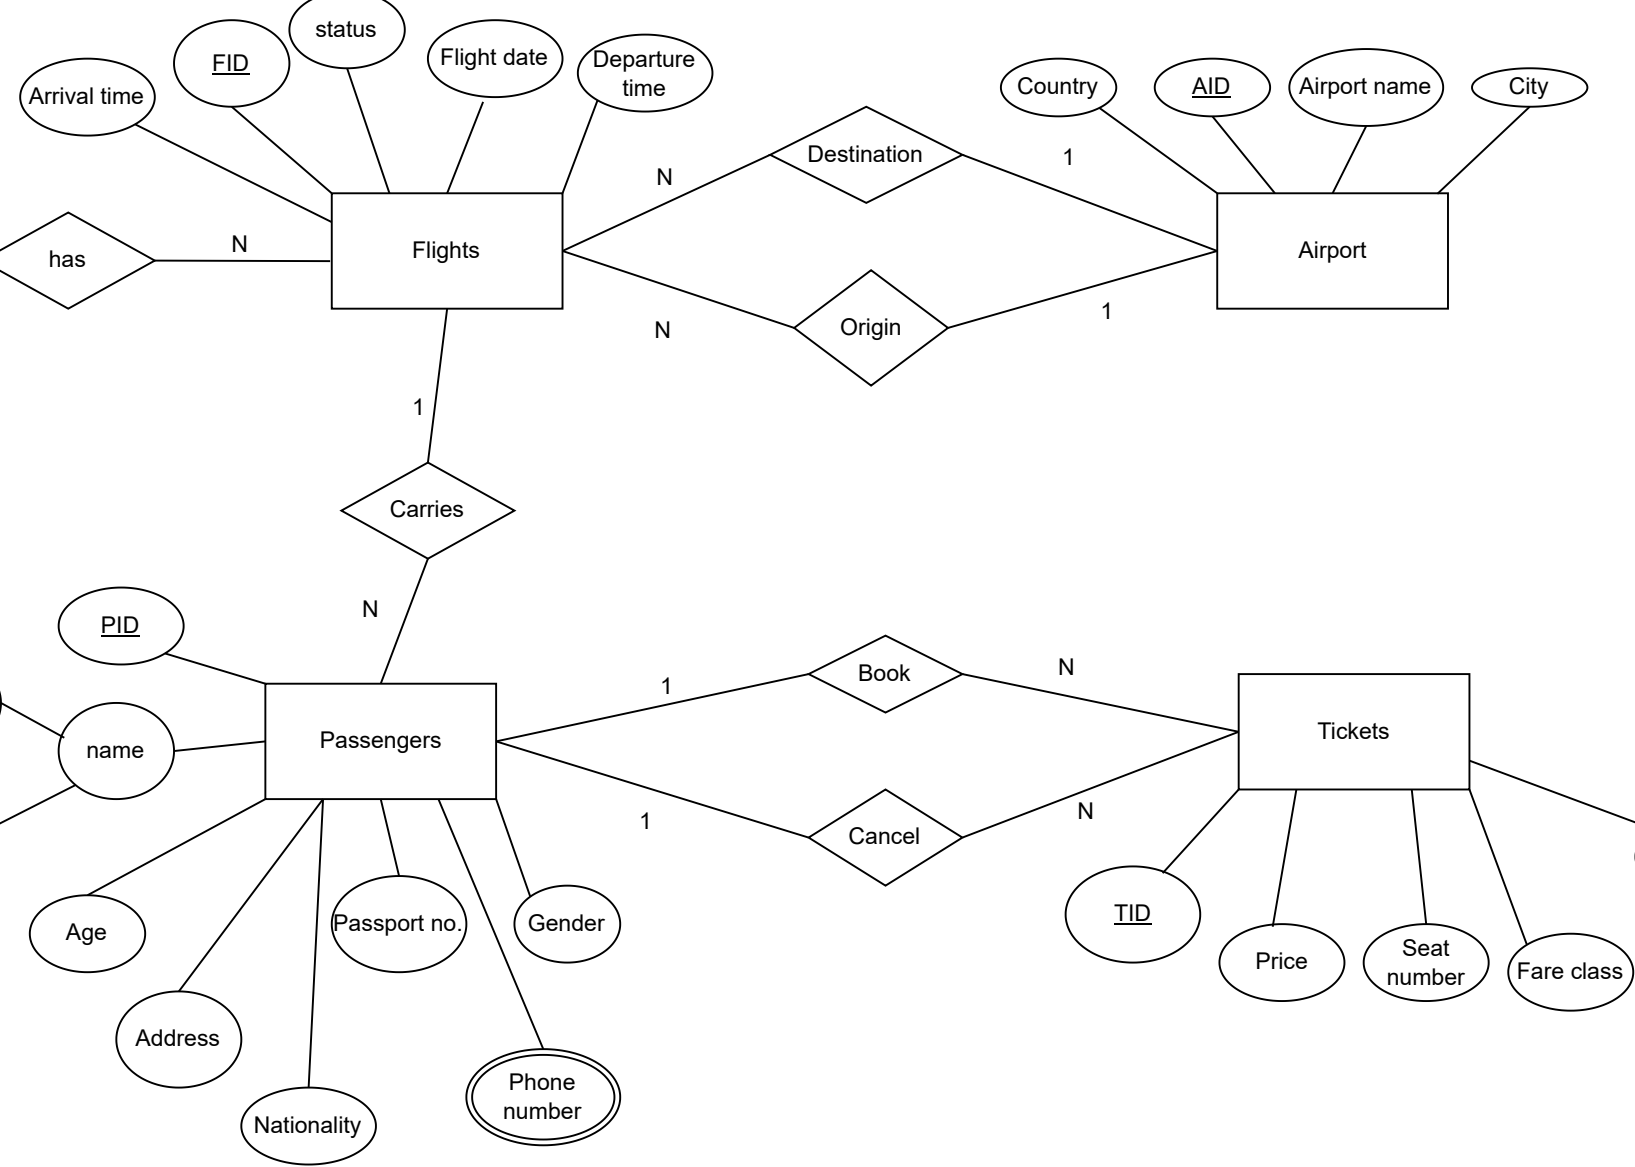 status
FID
Flight date
Departure
time
Arrival time
Country
AID
Airport name
City
Destination
N
1
has
N
Flights
Airport
Origin
N
1
1
Carries
N
PID
Book
1
N
name
Passengers
Tickets
Cancel
1
N
Age
Passport no.
Gender
TID
Price
Seat
number
Fare class
Address
Nationality
Phone
number